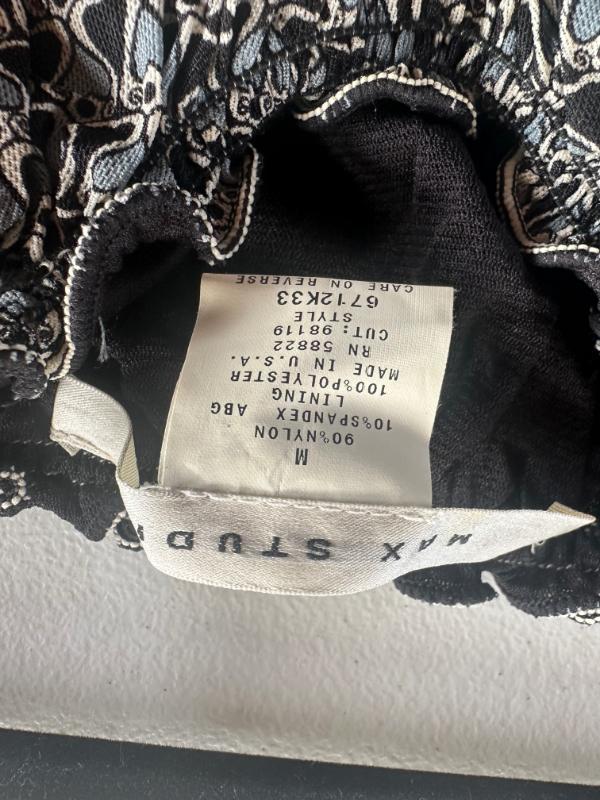 MAX STUD
M
90%NYLON
10%SPANDEX ABG
LINING
100%POLYESTER
MADE IN U.S.A.
RN 58822
CUT: 98119
STYLE
6712K33
CARE ON REVERSE